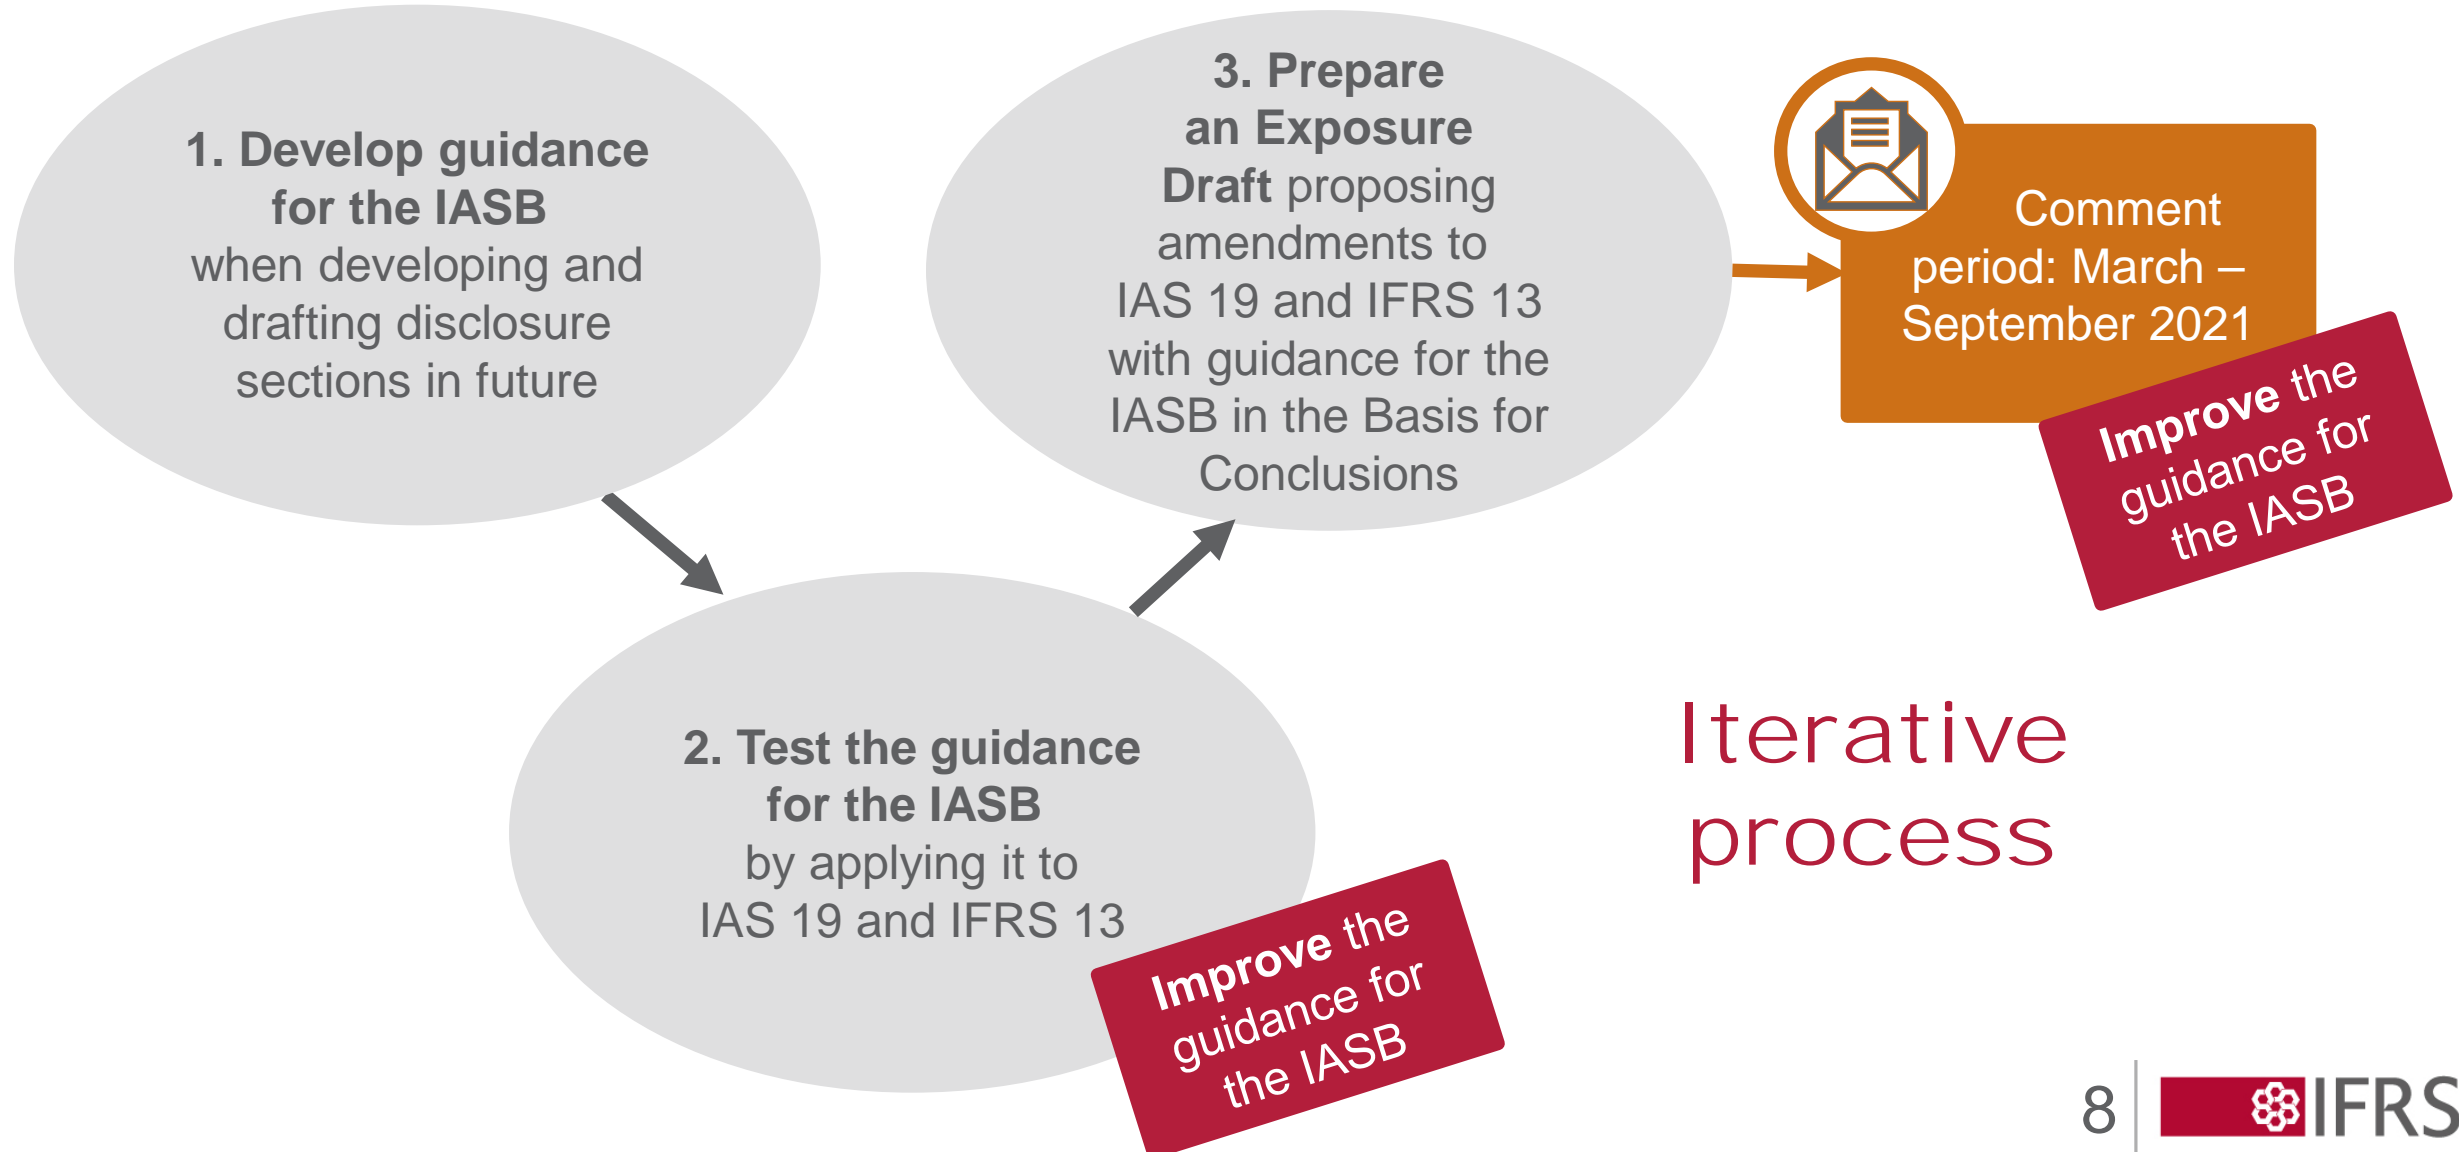 1. Develop guidance
for the IASB
when developing and
drafting disclosure
sections in future
2. Test the guidance
for the IASB
by applying it to
IAS 19 and IFRS 13
Improve the
guidance for
the IASB
3. Prepare
an Exposure
Draft proposing
amendments to
IAS 19 and IFRS 13
with guidance for the
IASB in the Basis for
Conclusions
Comment
period: March –
September 2021
Improve the
guidance for
the IASB
Iterative
process
8
IFRS